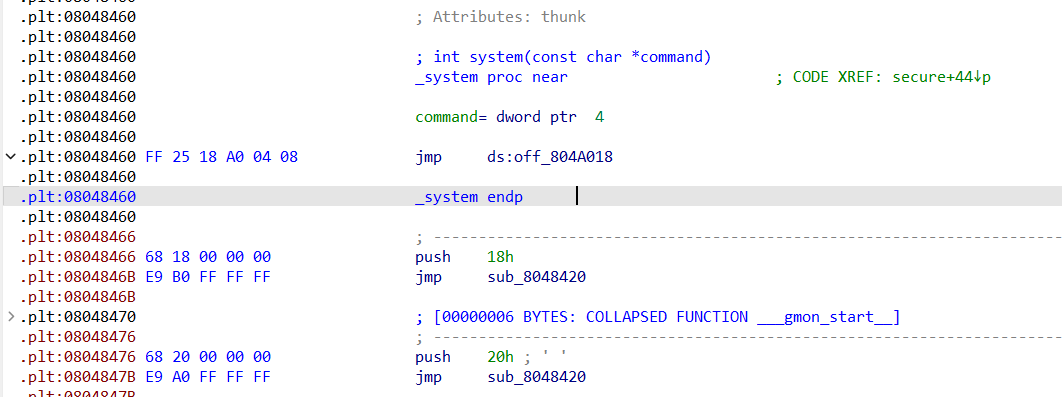 .plt:08048460 ; Attributes: thunk
.plt:08048460
.plt:08048460 ; int system(const char *command)
.plt:08048460 _system proc near ; CODE XREF: secure+44↓p
.plt:08048460
.plt:08048460 command= dword ptr 4
.plt:08048460
.plt:08048460 FF 25 18 A0 04 08 jmp ds:off_804A018
.plt:08048460
.plt:08048460 _system endp
.plt:08048460
.plt:08048466 ; ---------------------------------------------------------------------------
.plt:08048466 68 18 00 00 00 push 18h
.plt:0804846B E9 B0 FF FF FF jmp sub_8048420
.plt:0804846B
.plt:08048470 ; [00000006 BYTES: COLLAPSED FUNCTION ___gmon_start__]
.plt:08048476 ; ---------------------------------------------------------------------------
.plt:08048476 68 20 00 00 00 push 20h ; ' '
.plt:0804847B E9 A0 FF FF FF jmp sub_8048420